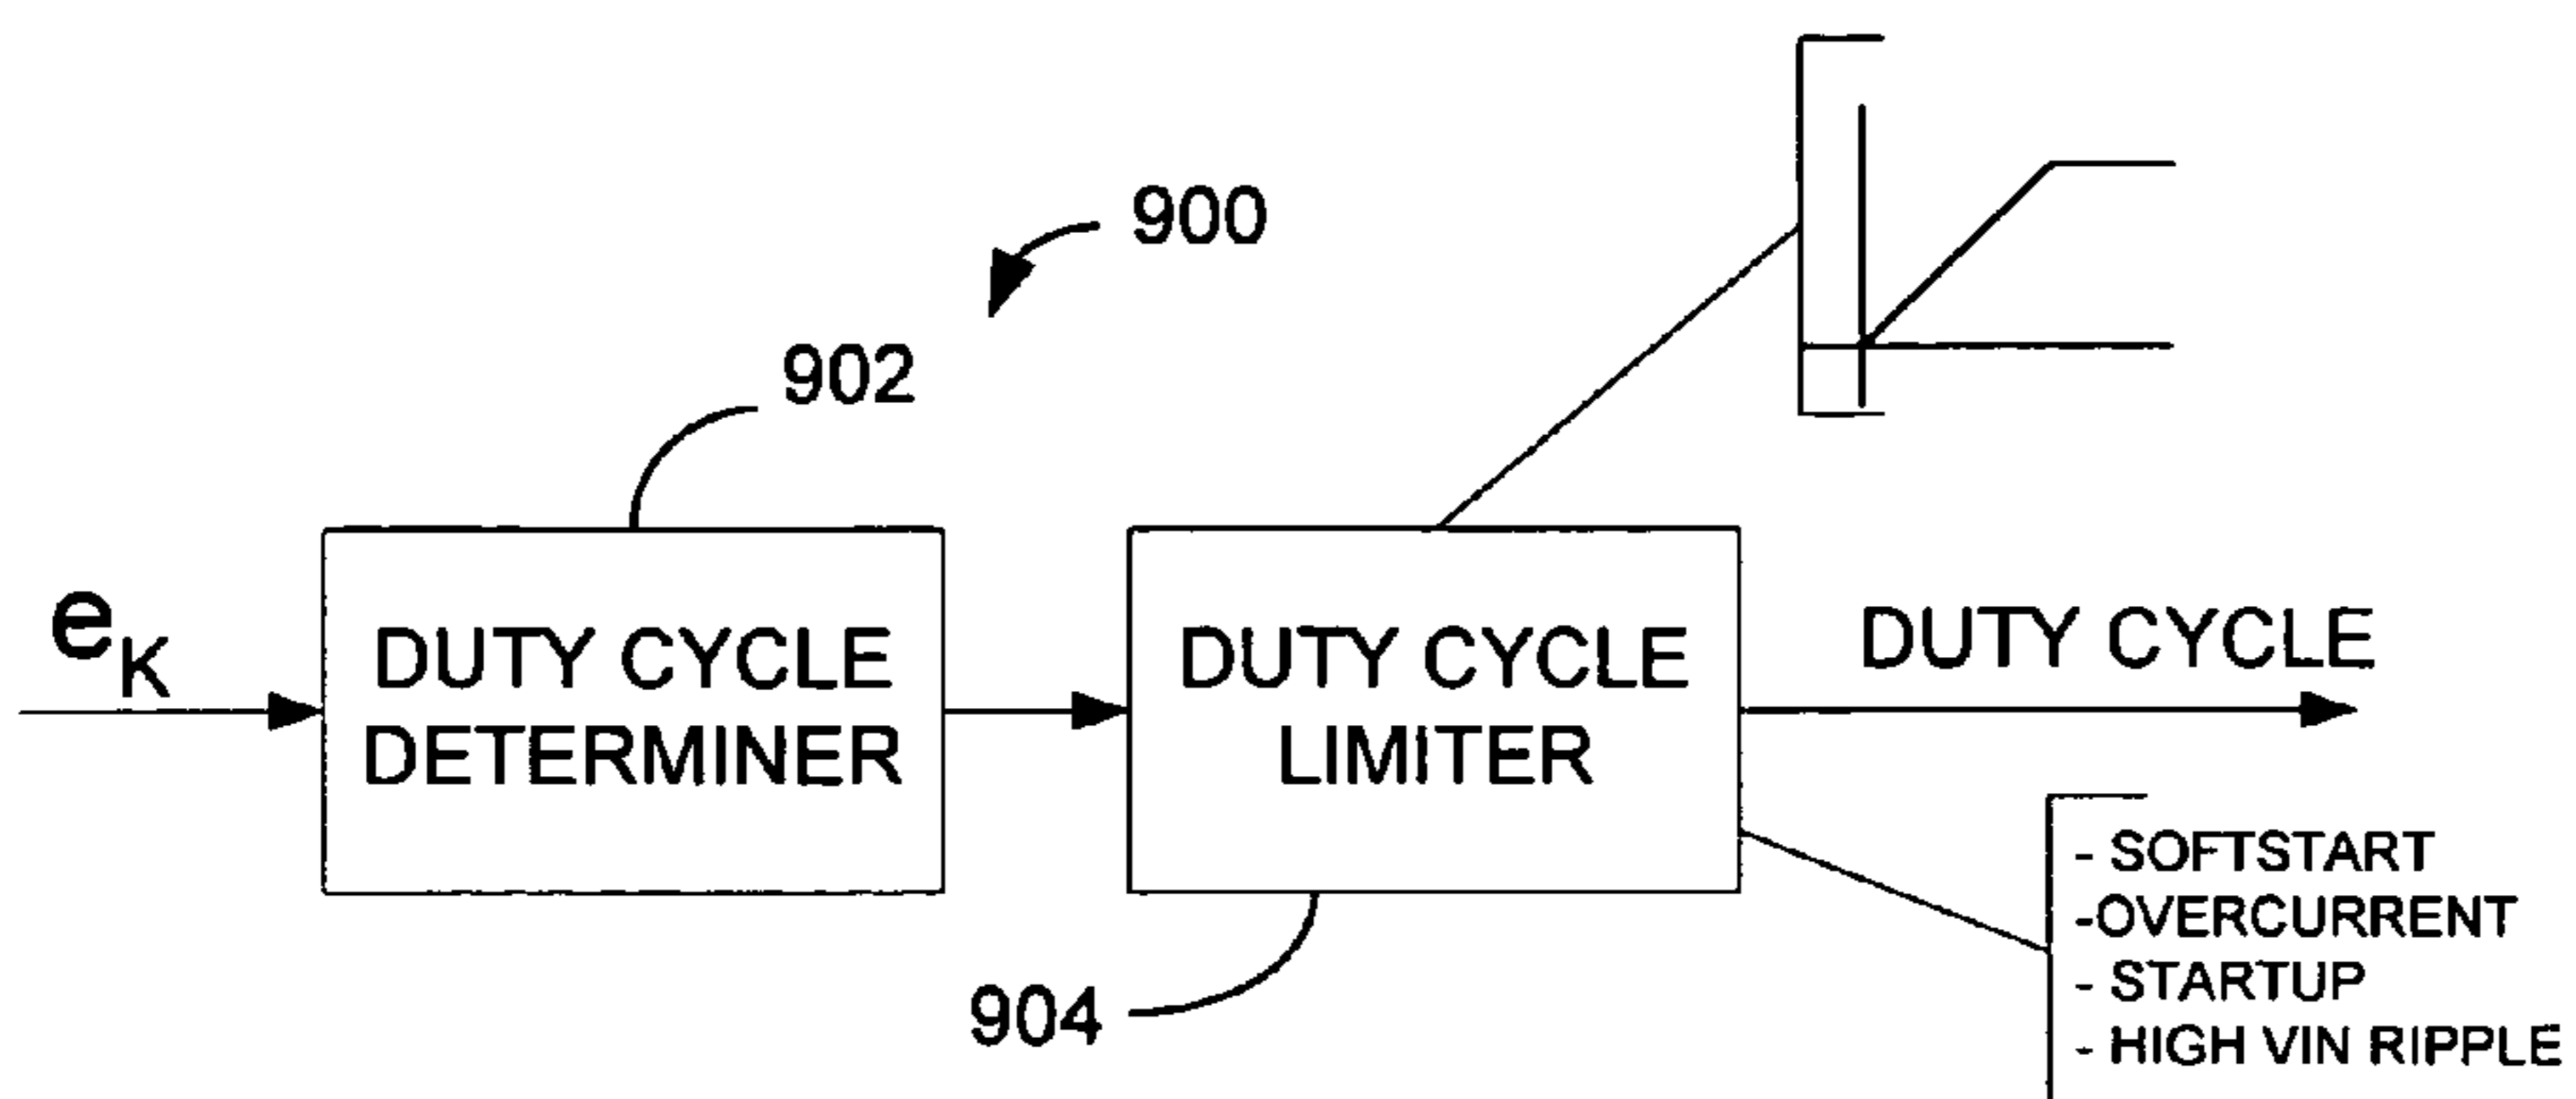 900
902
eK
DUTY CYCLE
DETERMINER
DUTY CYCLE
LIMITER
DUTY CYCLE
- SOFTSTART
-OVERCURRENT
- STARTUP
- HIGH VIN RIPPLE
904